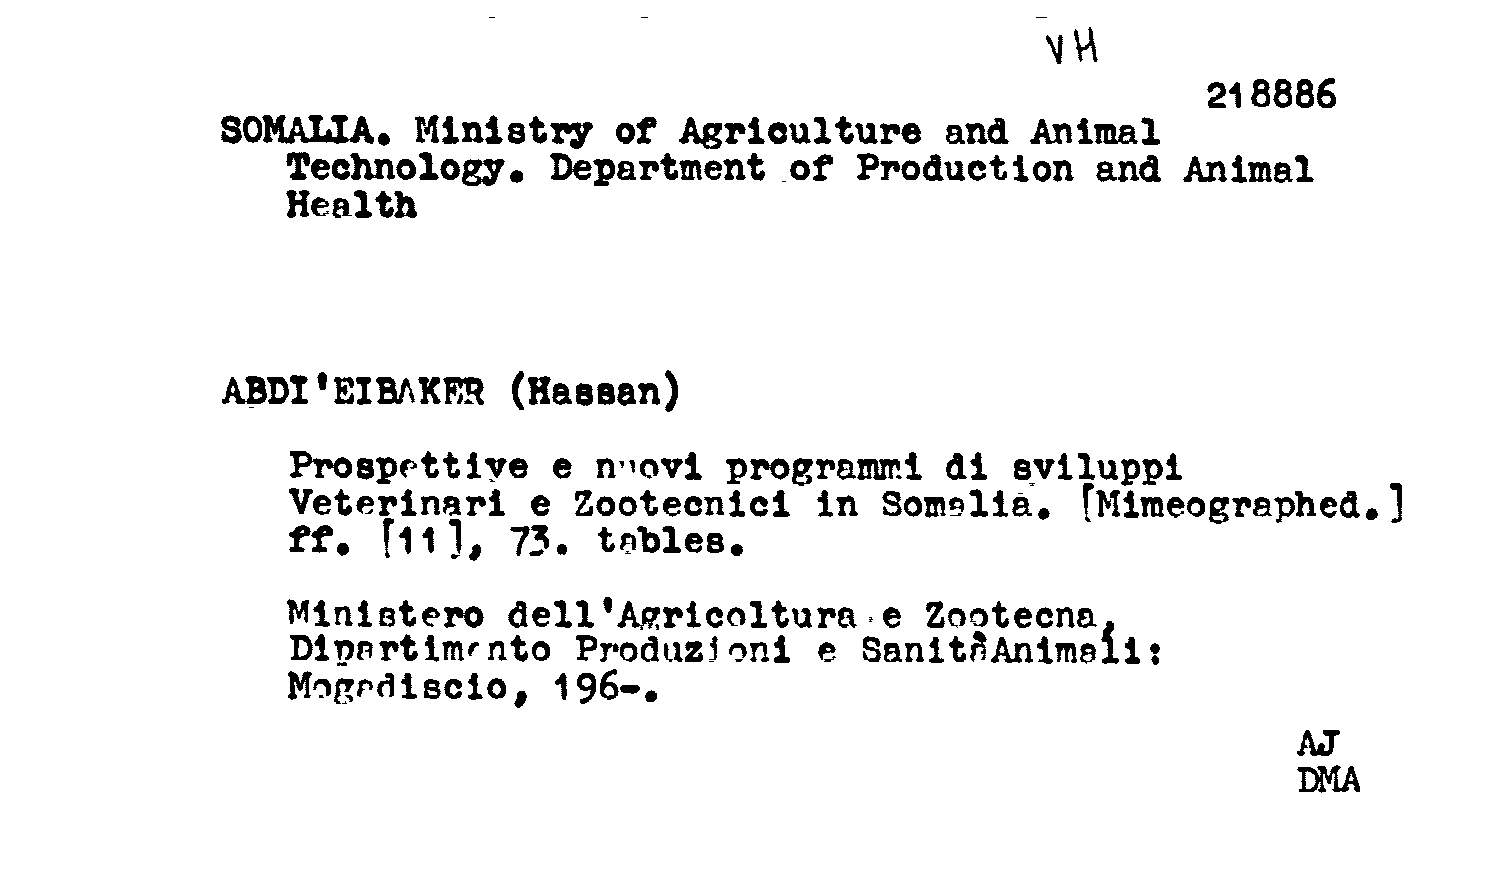 VH
218886
SOMALIA. Ministry of Agriculture and Animal
Technology. Department of Production and Animal
Health
ABDI'EIBAKER (Hassan)
Prospettive e nuovi programmi di sviluppi
Veterinari e Zootecnici in Somalia. [Mimeographed.]
ff. [11], 73. tables.
Ministero dell'Agricoltura e Zootecna,
Dipartimento Produzioni e SanitàAnimali:
Mogadiscio, 196-.
AJ
DMA